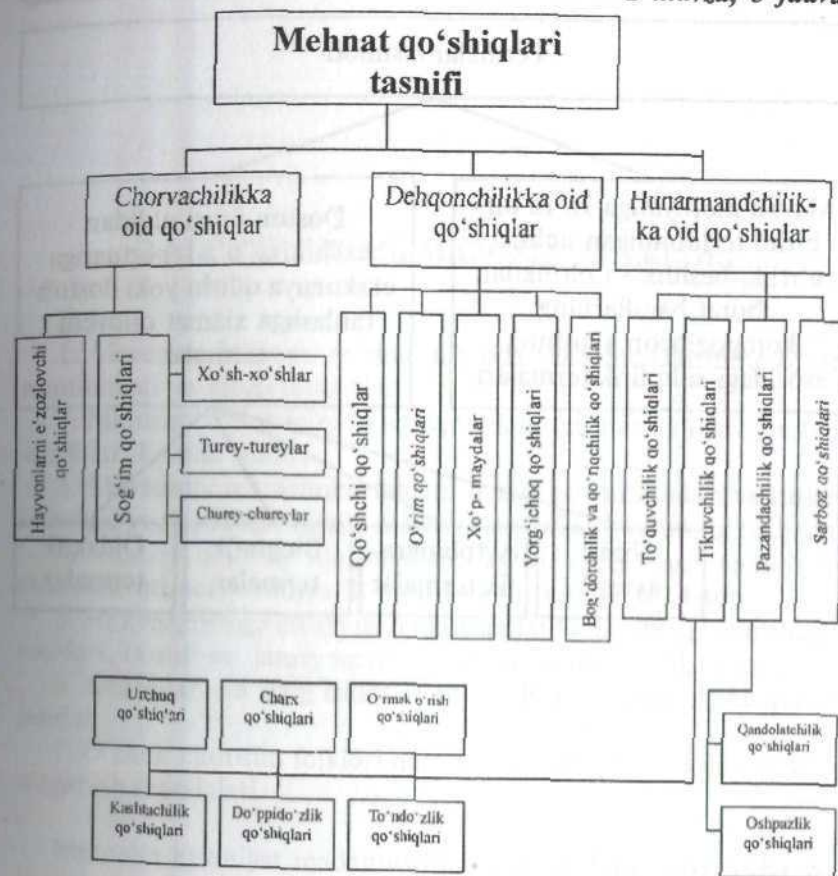 Mehnat qo‘shiqlari
tasnifi
Chorvachilikka
oid qo‘shiqlar
Dehqonchilikka oid
qo‘shiqlar
Hunarmandchilik-
ka oid qo‘shiqlar
Hayvonlarni e’zozlovchi
qo‘shiqlar
Sog‘im qo‘shiqlari
Xo‘sh-xo‘shlar
Turey-tureylar
Churey-chureylar
Qo‘shchi qo‘shiqlari
O‘rim qo‘shiqlari
Xo‘p-maydalar
Yorg‘ichoq qo‘shiqlari
Bog‘dorchilik va qo‘riqchilik qo‘shiqlari
To‘quvchilik qo‘shiqlari
Tikuvchilik qo‘shiqlari
Pazandachilik qo‘shiqlari
Sarboz qo‘shiqlari
Urchuq
qo‘shiqlari
Charx
qo‘shiqlari
O‘rmak o‘rish
qo‘shiqlari
Kashtachilik
qo‘shiqlari
Do‘ppido‘zlik
qo‘shiqlari
To‘ndo‘zlik
qo‘shiqlari
Qandolatchilik
qo‘shiqlari
Oshpazlik
qo‘shiqlari